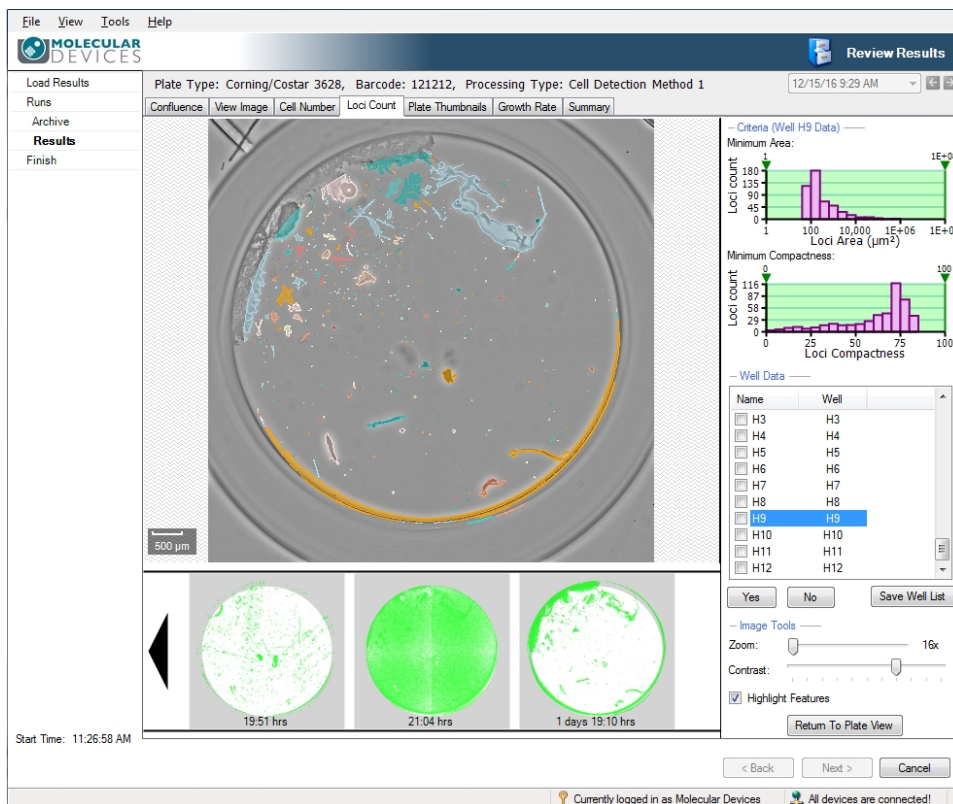 File View Tools Help
MOLECULAR
DEVICES
Review Results
Load Results
Runs
Archive
Results
Finish
Start Time: 11:26:58 AM
Plate Type: Corning/Costar 3628, Barcode: 121212, Processing Type: Cell Detection Method 1
12/15/16 9:29 AM
Confluence View Image Cell Number Loci Count Plate Thumbnails Growth Rate Summary
500 µm
19:51 hrs 21:04 hrs 1 days 19:10 hrs
Criteria (Well H9 Data)
Minimum Area:
1 1E+0
Loci count
180
135
90
45
0
1 100 10,000 1E+06 1E+0
Loci Area (µm²)
Minimum Compactness:
0 100
Loci count
116
87
58
29
0
0 25 50 75 100
Loci Compactness
Well Data
Name Well
H3 H3
H4 H4
H5 H5
H6 H6
H7 H7
H8 H8
H9 H9
H10 H10
H11 H11
H12 H12
Yes No Save Well List
Image Tools
Zoom: 16x
Contrast:
Highlight Features
Return To Plate View
< Back Next > Cancel
Currently logged in as Molecular Devices All devices are connected!